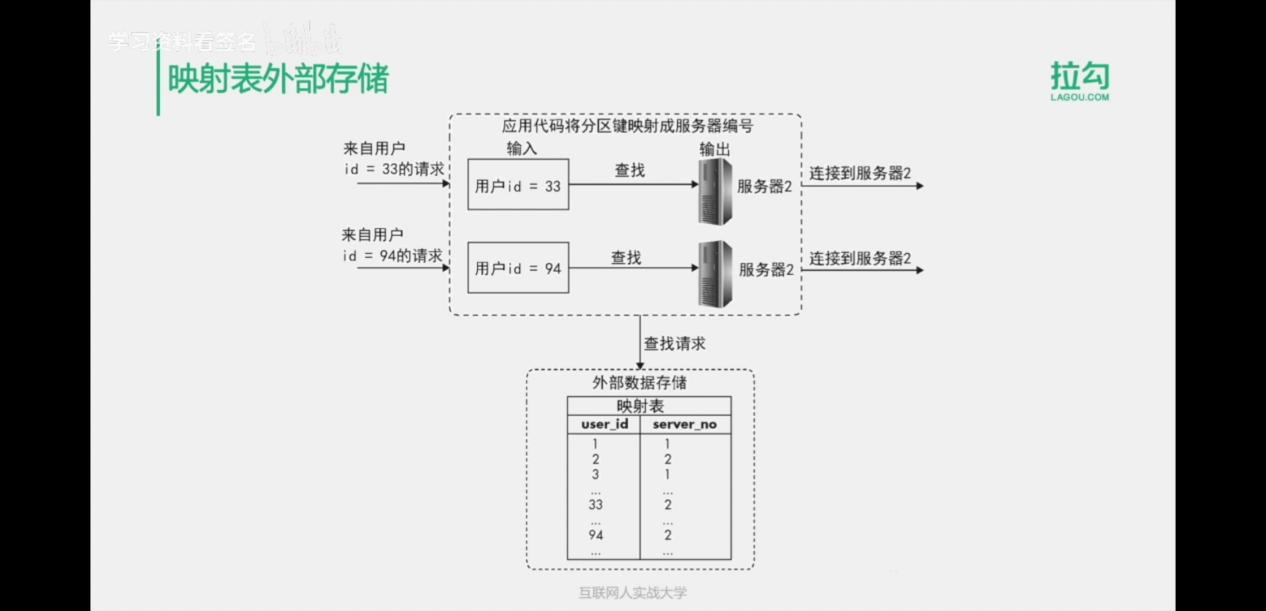 学习资料看签名
映射表外部存储
拉勾
LAGOU.COM
应用代码将分区键映射成服务器编号
输入
输出
来自用户
id = 33的请求
用户id = 33
查找
服务器2
连接到服务器2
来自用户
id = 94的请求
用户id = 94
查找
服务器2
连接到服务器2
查找请求
外部数据存储
映射表
user_id server_no
1 1
2 2
3 1
... ...
33 2
... ...
94 2
... ...
互联网人实战大学